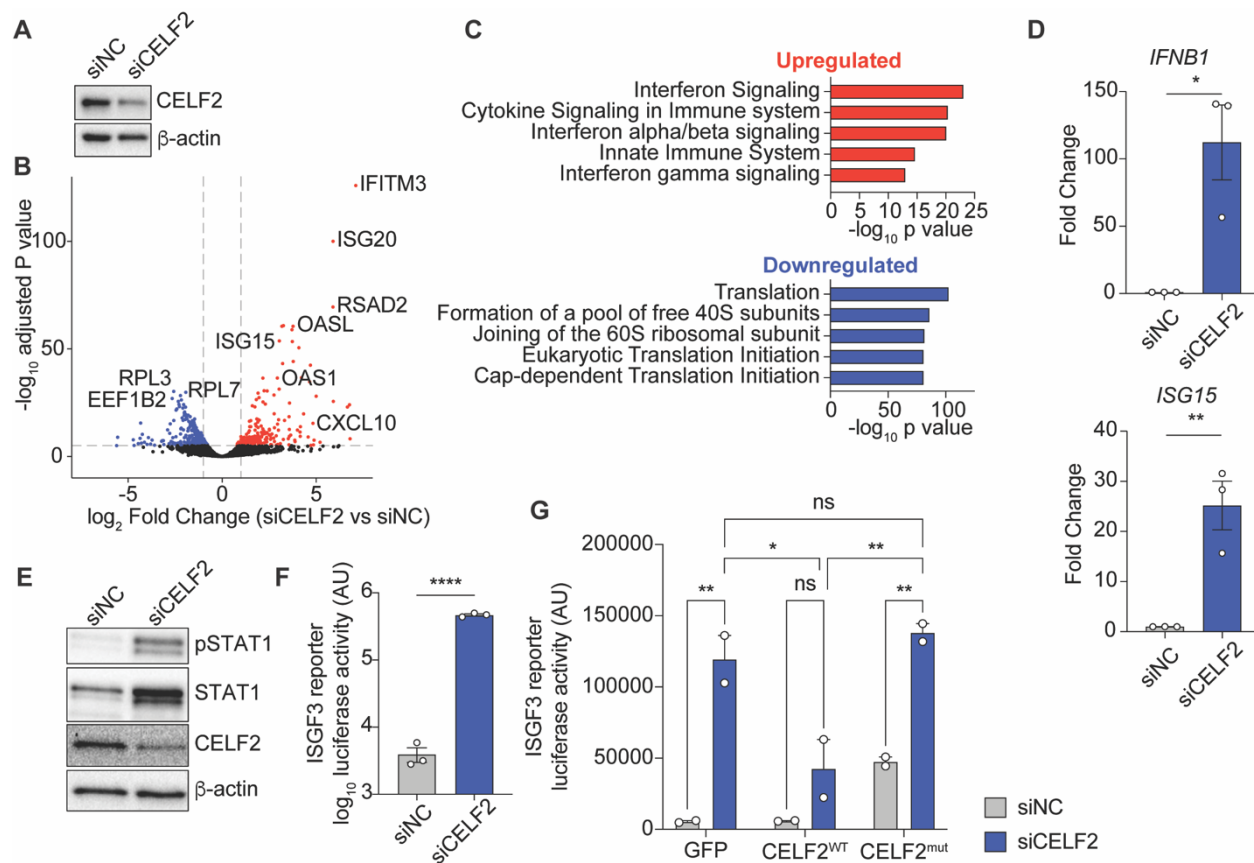 A
siNC
siCELF2
CELF2
β-actin
B
-log₁₀ adjusted P value
100
50
0
-5
0
5
log₂ Fold Change (siCELF2 vs siNC)
IFITM3
ISG20
RSAD2
OASL
ISG15
OAS1
CXCL10
RPL3
RPL7
EEF1B2
C
Upregulated
Interferon Signaling
Cytokine Signaling in Immune system
Interferon alpha/beta signaling
Innate Immune System
Interferon gamma signaling
0 5 10 15 20 25
-log₁₀ p value
Downregulated
Translation
Formation of a pool of free 40S subunits
Joining of the 60S ribosomal subunit
Eukaryotic Translation Initiation
Cap-dependent Translation Initiation
0 50 100
-log₁₀ p value
D
IFNB1
*
150
100
50
0
Fold Change
siNC
siCELF2
ISG15
**
40
30
20
10
0
Fold Change
siNC
siCELF2
E
siNC
siCELF2
pSTAT1
STAT1
CELF2
β-actin
F
ISGF3 reporter
log₁₀ luciferase activity (AU)
****
6
5
4
3
siNC
siCELF2
G
ISGF3 reporter
luciferase activity (AU)
200000
150000
100000
50000
0
ns
*
**
**
ns
**
GFP
CELF2ᵂᵀ
CELF2ᵐᵘᵗ
siNC
siCELF2